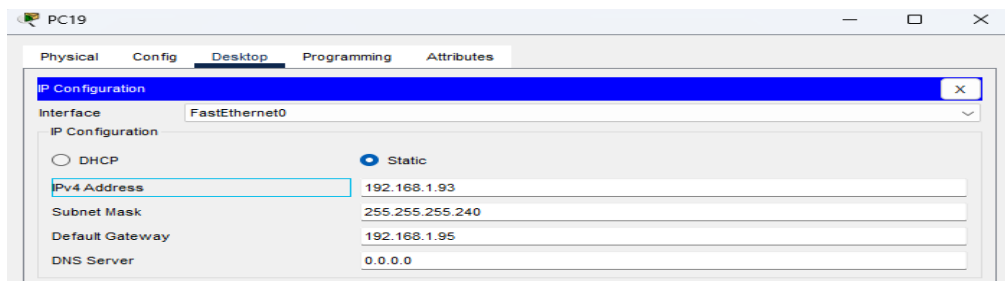 PC19
Physical Config Desktop Programming Attributes
IP Configuration
X
Interface FastEthernet0
IP Configuration
DHCP Static
IPv4 Address 192.168.1.93
Subnet Mask 255.255.255.240
Default Gateway 192.168.1.95
DNS Server 0.0.0.0